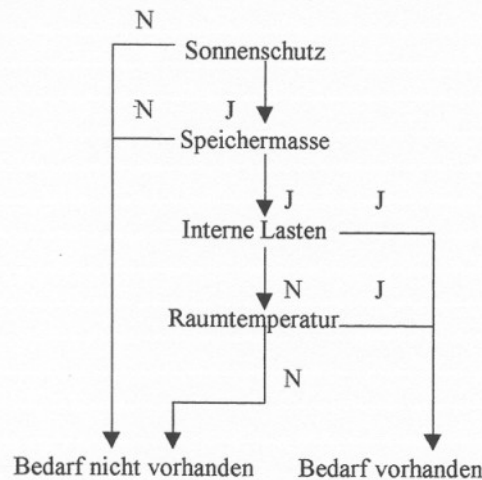 N
Sonnenschutz
N J
Speichermasse
J J
Interne Lasten
N J
Raumtemperatur
N
Bedarf nicht vorhanden Bedarf vorhanden